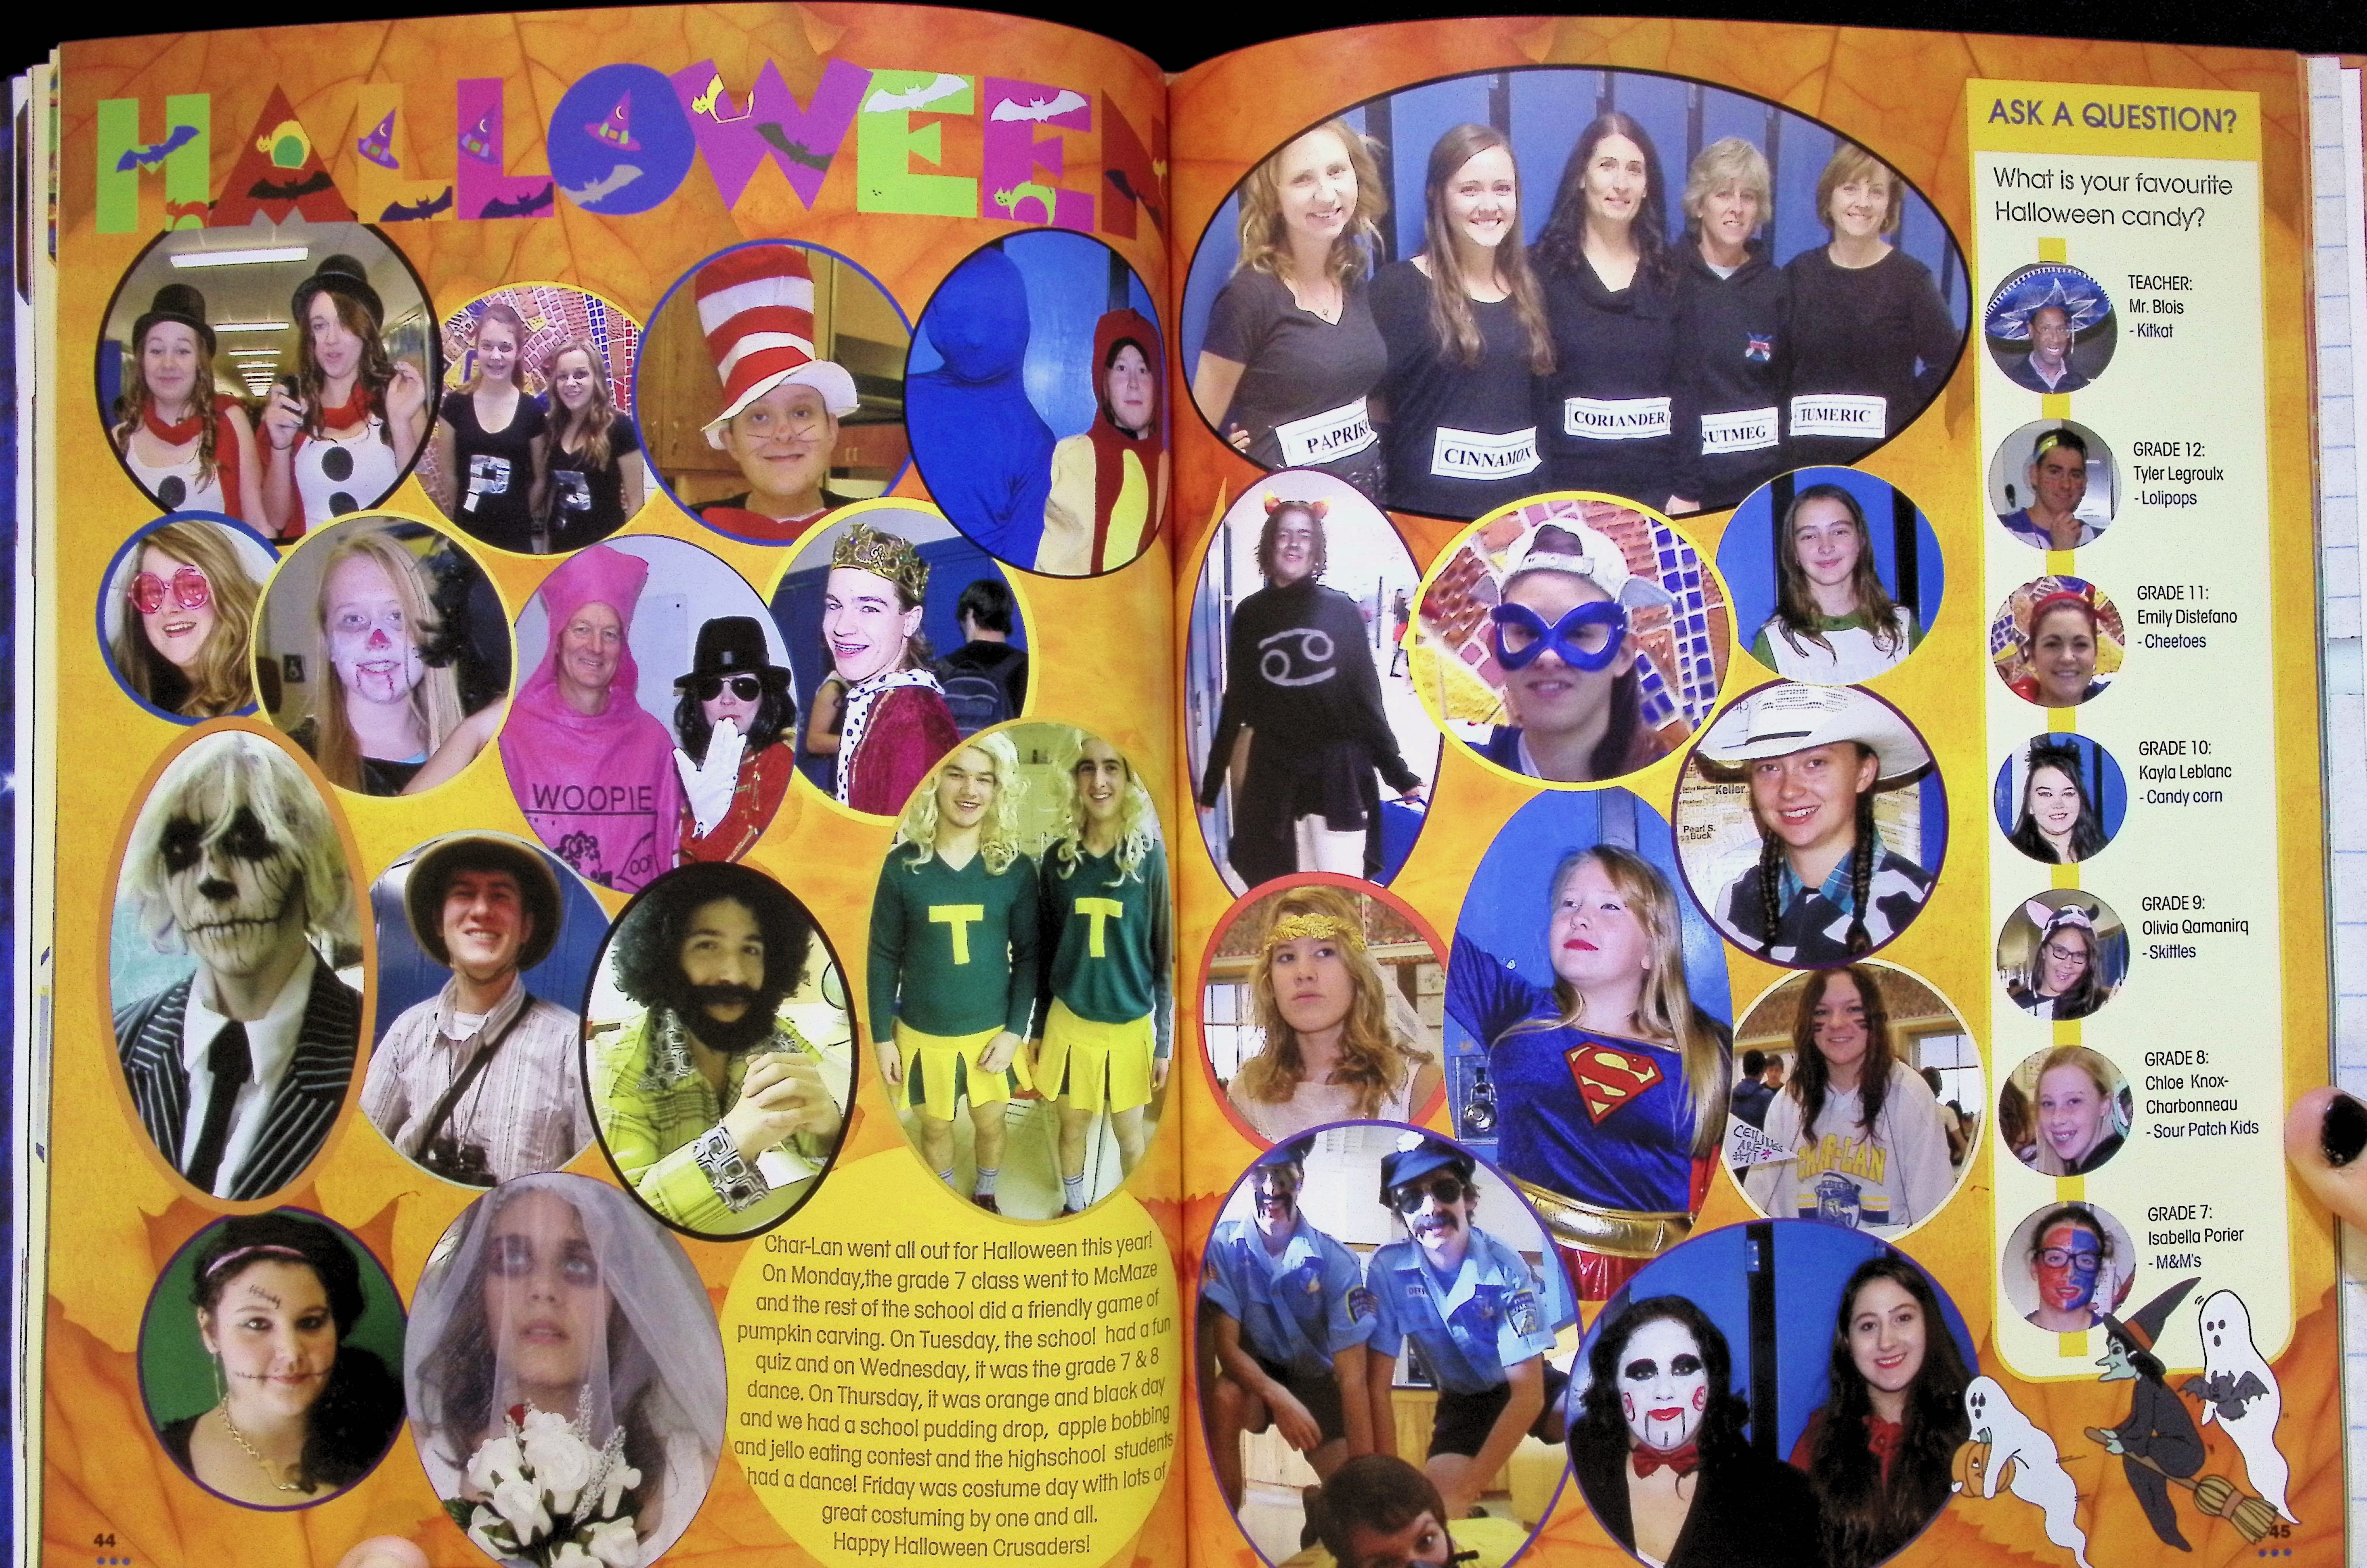 HALLOWEEN
WOOPIE
T
T
Char-Lan went all out for Halloween this year!
On Monday,the grade 7 class went to McMaze
and the rest of the school did a friendly game of
pumpkin carving. On Tuesday, the school had a fun
quiz and on Wednesday, it was the grade 7 & 8
dance. On Thursday, it was orange and black day
and we had a school pudding drop, apple bobbing
and jello eating contest and the highschool students
had a dance! Friday was costume day with lots of
great costuming by one and all.
Happy Halloween Crusaders!
44
PAPRIK
CINNAMON
CORIANDER
NUTMEG
TUMERIC
Keller
Pearl S.
Buck
S
CEILINGS
ARE
#1!
CHAR-LAN
ASK A QUESTION?
What is your favourite
Halloween candy?
TEACHER:
Mr. Blois
- Kitkat
GRADE 12:
Tyler Legroulx
- Lolipops
GRADE 11:
Emily Distefano
- Cheetoes
GRADE 10:
Kayla Leblanc
- Candy corn
GRADE 9:
Olivia Qamanirq
- Skittles
GRADE 8:
Chloe Knox-
Charbonneau
- Sour Patch Kids
GRADE 7:
Isabella Porier
- M&M's
45